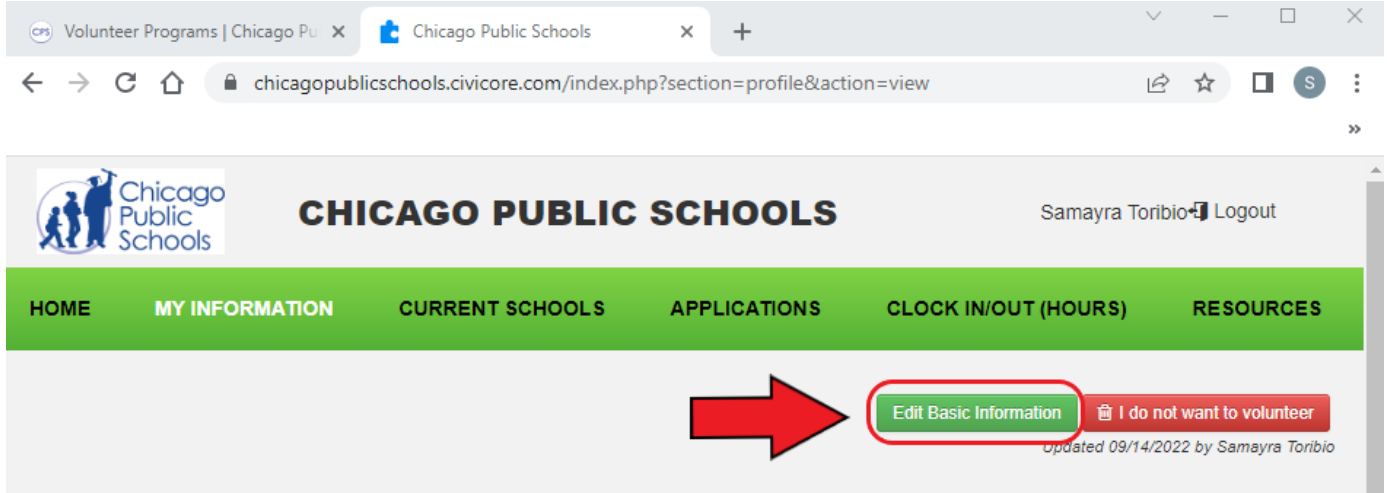 CPS Volunteer Programs | Chicago Pu
Chicago Public Schools
chicagopublicschools.civicore.com/index.php?section=profile&action=view
S
»
Chicago
Public
Schools
CHICAGO PUBLIC SCHOOLS
Samayra Toribio Logout
HOME MY INFORMATION CURRENT SCHOOLS APPLICATIONS CLOCK IN/OUT (HOURS) RESOURCES
Edit Basic Information I do not want to volunteer
Updated 09/14/2022 by Samayra Toribio